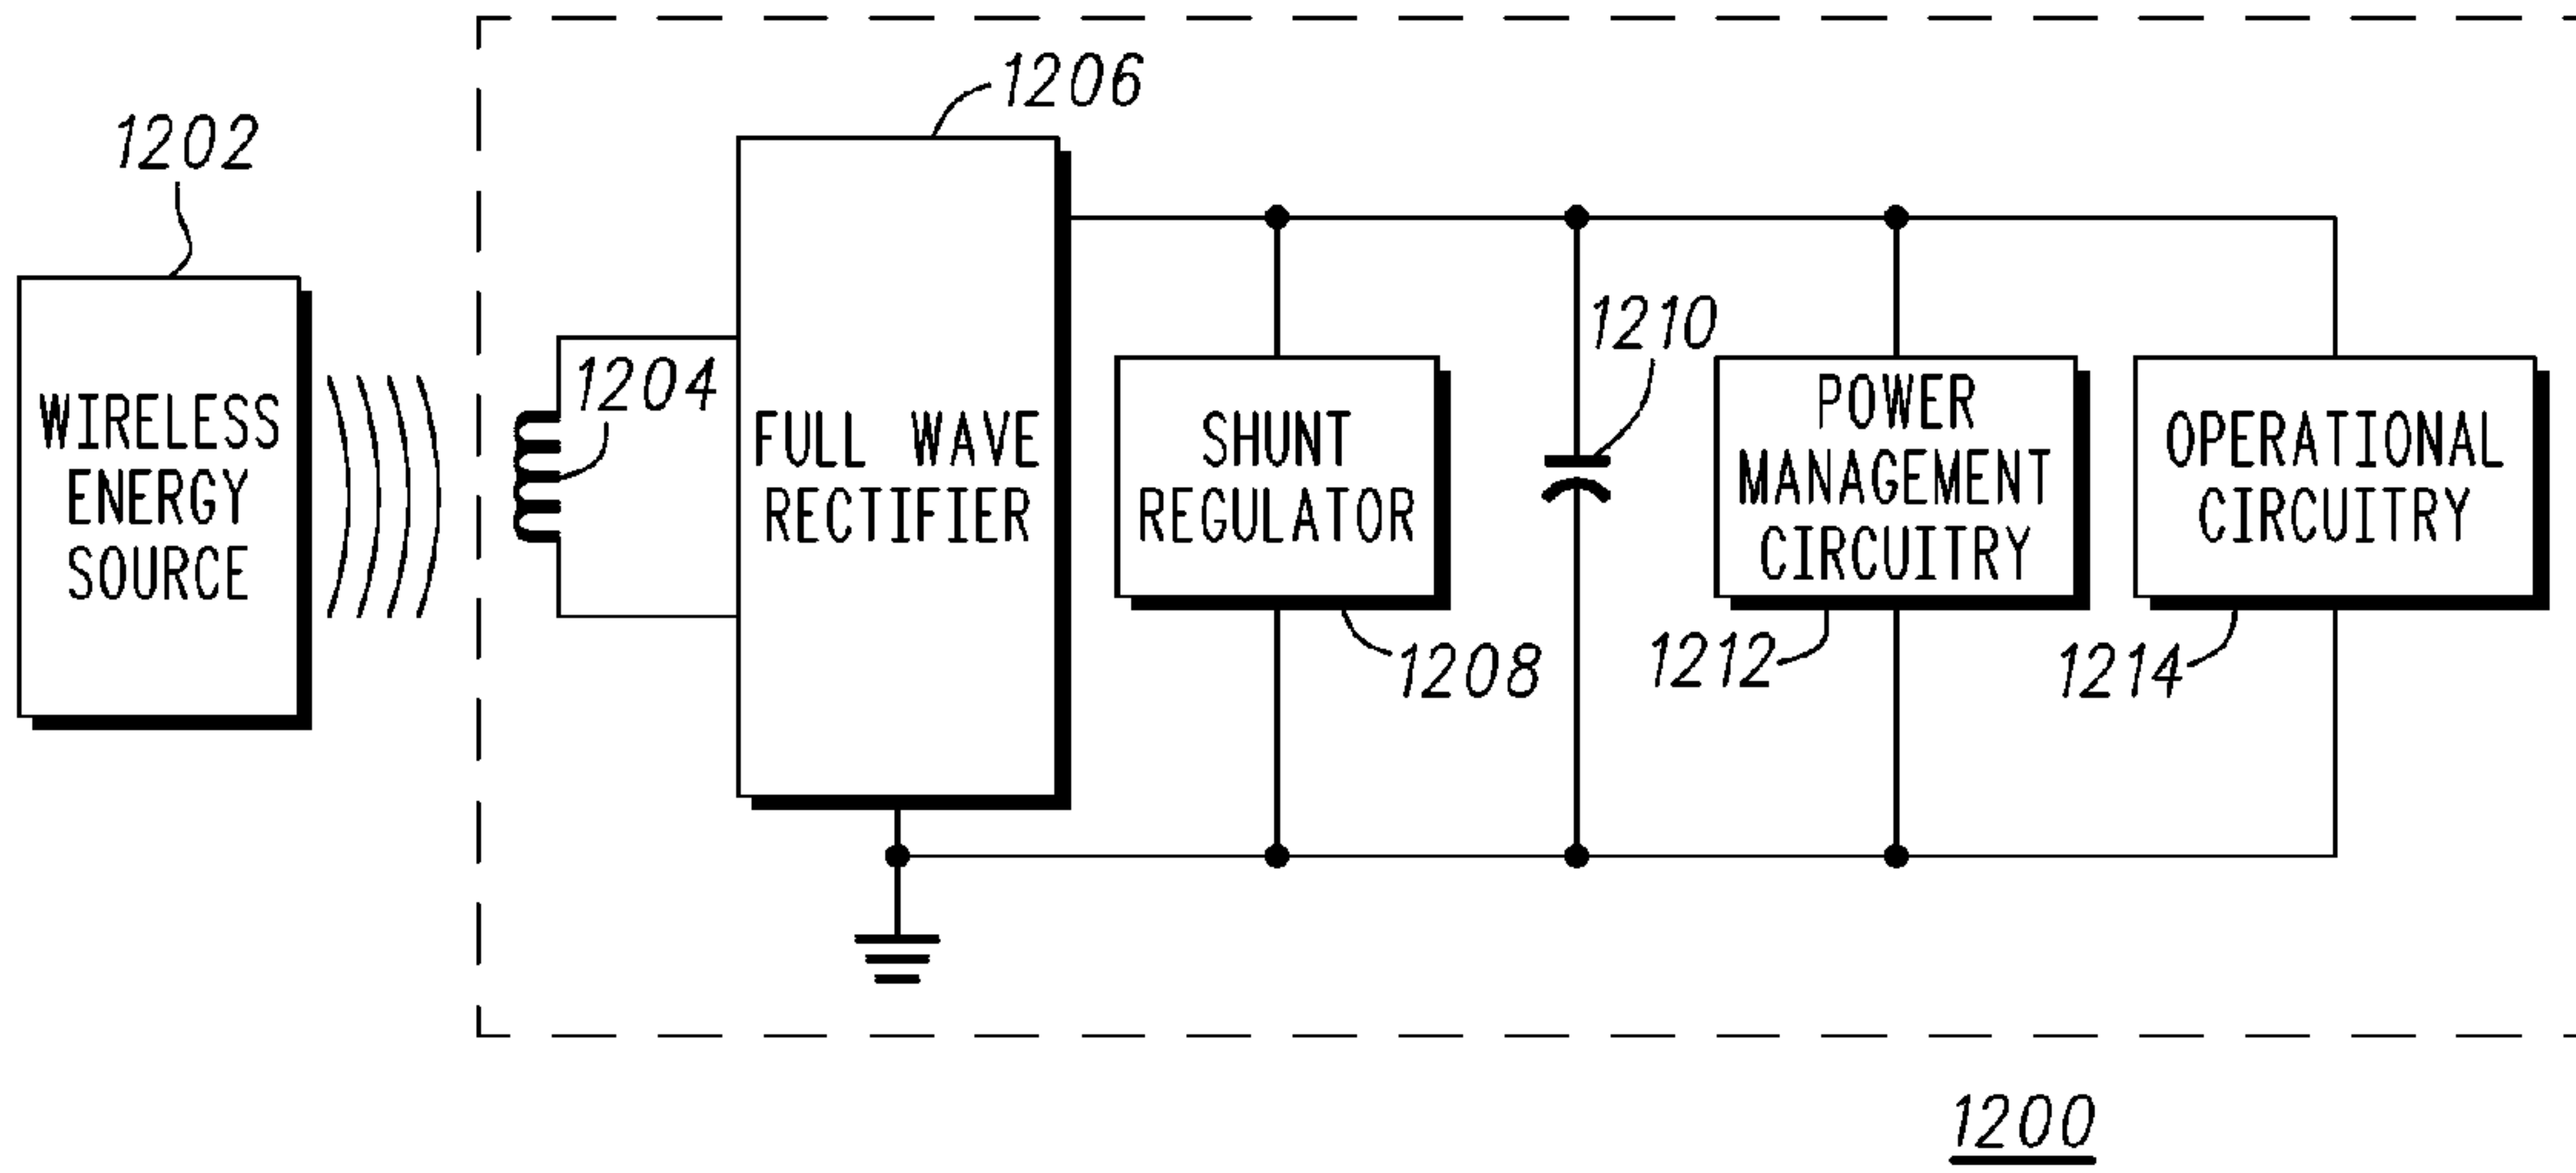 1206
1202
1210
1204
WIRELESS
ENERGY
SOURCE
FULL WAVE
RECTIFIER
SHUNT
REGULATOR
POWER
MANAGEMENT
CIRCUITRY
OPERATIONAL
CIRCUITRY
1208
1212
1214
1200